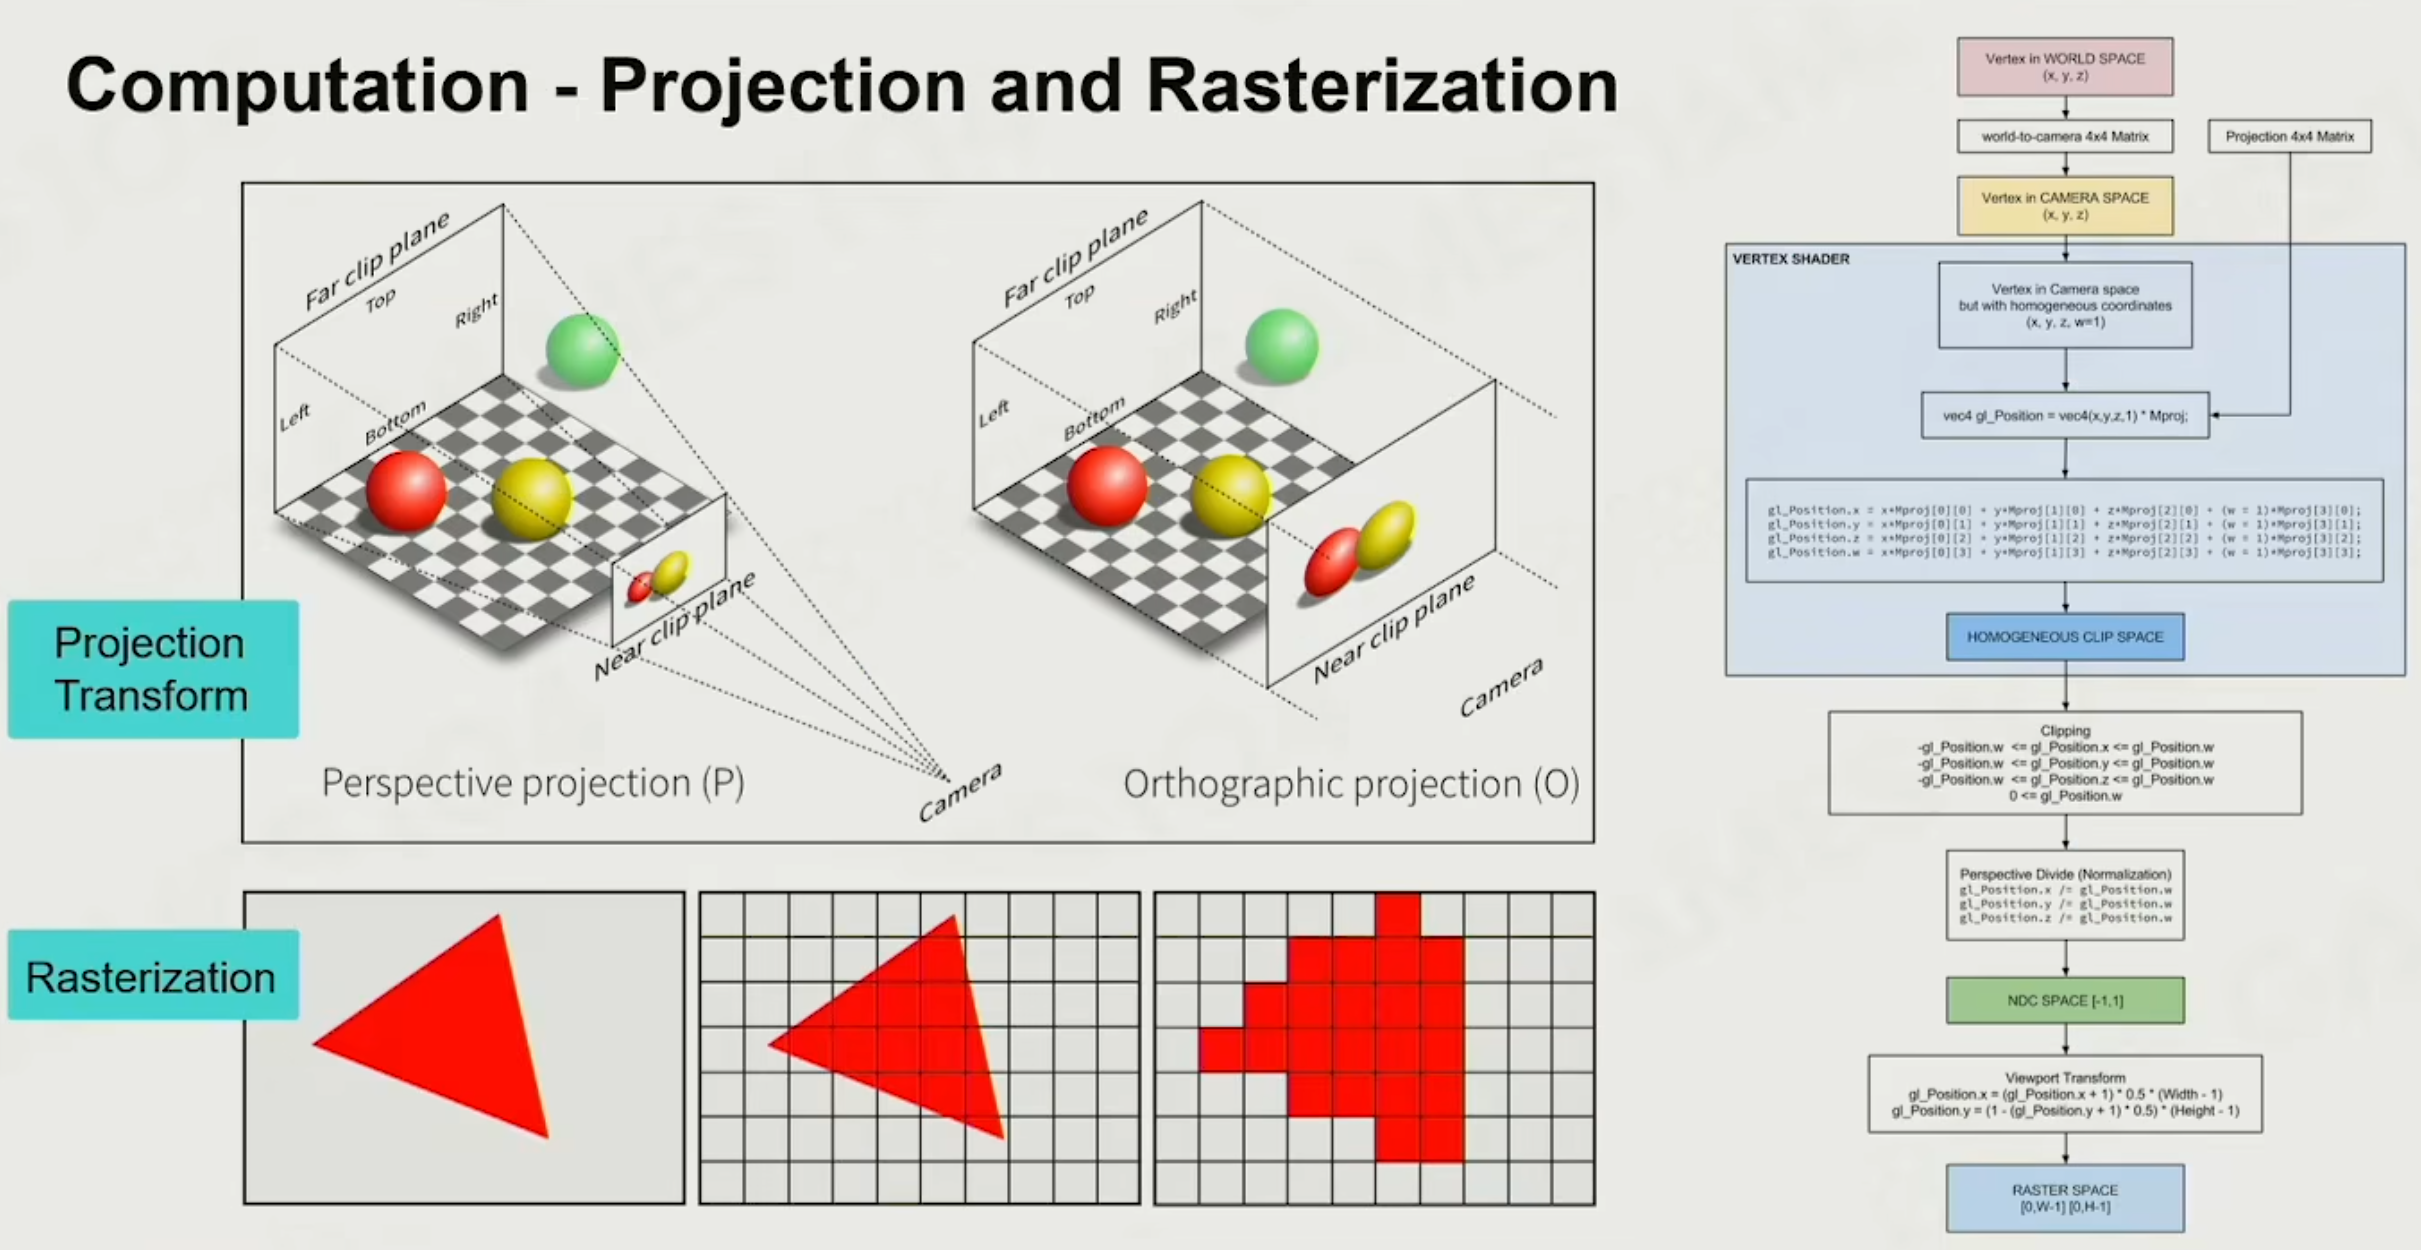 Computation - Projection and Rasterization
Projection
Transform
Far clip plane
Top
Right
Left
Bottom
Near clip plane
Camera
Perspective projection (P)
Far clip plane
Top
Right
Left
Bottom
Near clip plane
Camera
Orthographic projection (O)
Rasterization
Vertex in WORLD SPACE
(x, y, z)
world-to-camera 4x4 Matrix
Projection 4x4 Matrix
Vertex in CAMERA SPACE
(x, y, z)
VERTEX SHADER
Vertex in Camera space
but with homogeneous coordinates
(x, y, z, w=1)
vec4 gl_Position = vec4(x,y,z,1) * Mproj;
gl_Position.x = x*Mproj[0][0] + y*Mproj[1][0] + z*Mproj[2][0] + (w = 1)*Mproj[3][0];
gl_Position.y = x*Mproj[0][1] + y*Mproj[1][1] + z*Mproj[2][1] + (w = 1)*Mproj[3][1];
gl_Position.z = x*Mproj[0][2] + y*Mproj[1][2] + z*Mproj[2][2] + (w = 1)*Mproj[3][2];
gl_Position.w = x*Mproj[0][3] + y*Mproj[1][3] + z*Mproj[2][3] + (w = 1)*Mproj[3][3];
HOMOGENEOUS CLIP SPACE
Clipping
-gl_Position.w <= gl_Position.x <= gl_Position.w
-gl_Position.w <= gl_Position.y <= gl_Position.w
-gl_Position.w <= gl_Position.z <= gl_Position.w
0 <= gl_Position.w
Perspective Divide (Normalization)
gl_Position.x /= gl_Position.w
gl_Position.y /= gl_Position.w
gl_Position.z /= gl_Position.w
NDC SPACE [-1,1]
Viewport Transform
gl_Position.x = (gl_Position.x + 1) * 0.5 * (Width - 1)
gl_Position.y = (1 - (gl_Position.y + 1) * 0.5) * (Height - 1)
RASTER SPACE
[0,W-1] [0,H-1]